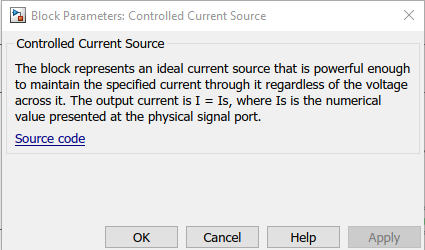 Block Parameters: Controlled Current Source
Controlled Current Source
The block represents an ideal current source that is powerful enough
to maintain the specified current through it regardless of the voltage
across it. The output current is I = Is, where Is is the numerical
value presented at the physical signal port.
Source code
OK Cancel Help Apply